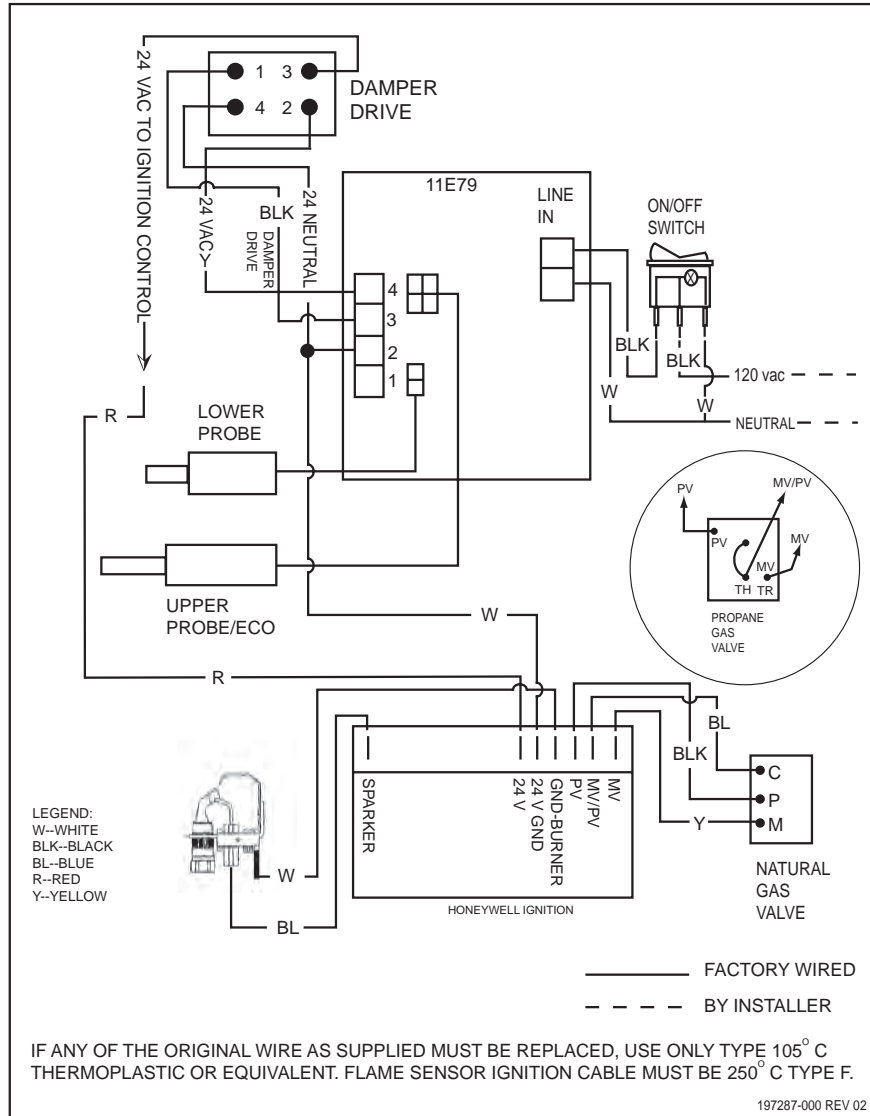 24 VAC TO IGNITION CONTROL
1 3
4 2
DAMPER
DRIVE
24 VAC
Y
BLK
DAMPER
DRIVE
24 NEUTRAL
11E79
LINE
IN
ON/OFF
SWITCH
4
3
2
1
BLK
BLK
W
W
120 vac
NEUTRAL
R
LOWER
PROBE
UPPER
PROBE/ECO
PV
MV/PV
MV
PV
MV
TH TR
PROPANE
GAS
VALVE
W
R
BL
BLK
Y
C
P
M
NATURAL
GAS
VALVE
SPARKER
24 V
24 V GND
GND-BURNER
PV
MV/PV
MV
HONEYWELL IGNITION
W
BL
LEGEND:
W--WHITE
BLK--BLACK
BL--BLUE
R--RED
Y--YELLOW
FACTORY WIRED
BY INSTALLER
IF ANY OF THE ORIGINAL WIRE AS SUPPLIED MUST BE REPLACED, USE ONLY TYPE 105° C
THERMOPLASTIC OR EQUIVALENT. FLAME SENSOR IGNITION CABLE MUST BE 250° C TYPE F.
197287-000 REV 02